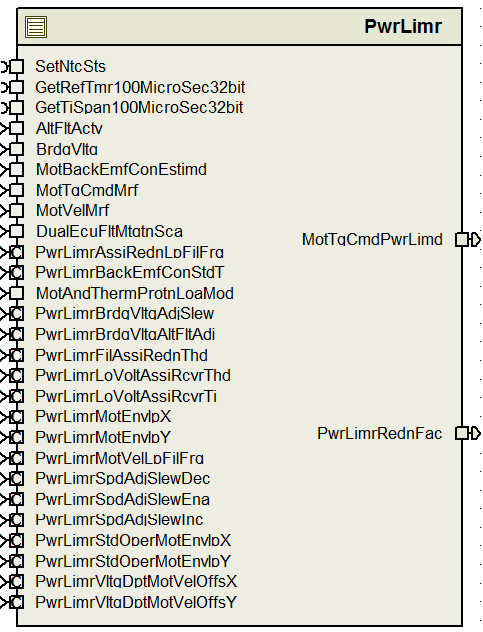 PwrLimr
SetNtcSts
GetRefTmr100MicroSec32bit
GetTiSpan100MicroSec32bit
AltFltActv
BrdgVltg
MotBackEmfConEstimd
MotTqCmdMrf
MotVelMrf
DualEcuFltMtgtnSca
MotTqCmdPwrLimd
PwrLimrAssiRednLpFilFrq
PwrLimrBackEmfConStdT
MotAndThermProtnLoaMod
PwrLimrBrdgVltgAdjSlew
PwrLimrBrdgVltgAltFltAdj
PwrLimrFilAssiRednThd
PwrLimrLoVoltAssiRcvrThd
PwrLimrLoVoltAssiRcvrTi
PwrLimrMotEnvlpX
PwrLimrMotEnvlpY
PwrLimrRednFac
PwrLimrMotVelLpFilFrq
PwrLimrSpdAdjSlewDec
PwrLimrSpdAdjSlewEna
PwrLimrSpdAdjSlewInc
PwrLimrStdOperMotEnvlpX
PwrLimrStdOperMotEnvlpY
PwrLimrVltgDptMotVelOffsX
PwrLimrVltgDptMotVelOffsY